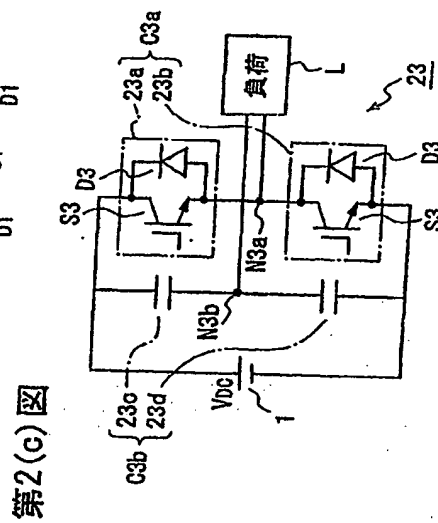 D1
D1
第2(c)図
C3a
23a
23b
D3
S3
負荷
L
23
C3b
23c
23d
N3b
N3a
VDC
1
D3
S3